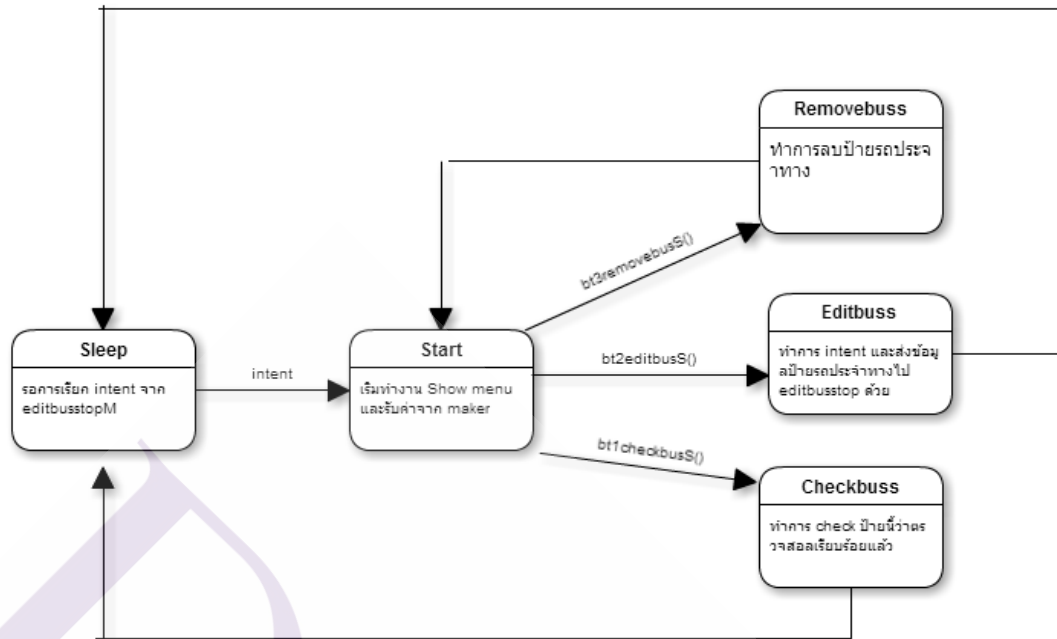 Removebuss
ทำการลบป้ายรถประจ
ำทาง
bt3removebusS()
Sleep
รอการเรียก intent จาก
editbusstopM
intent
Start
เริ่มทำงาน Show menu
และรับค่าจาก maker
bt2editbusS()
Editbuss
ทำการ intent และส่งข้อมู
ลป้ายรถประจำทางไป
editbusstop ด้วย
bt1checkbusS()
Checkbuss
ทำการ check ป้ายนี้ว่าตร
วจสอลเรียบร้อยแล้ว